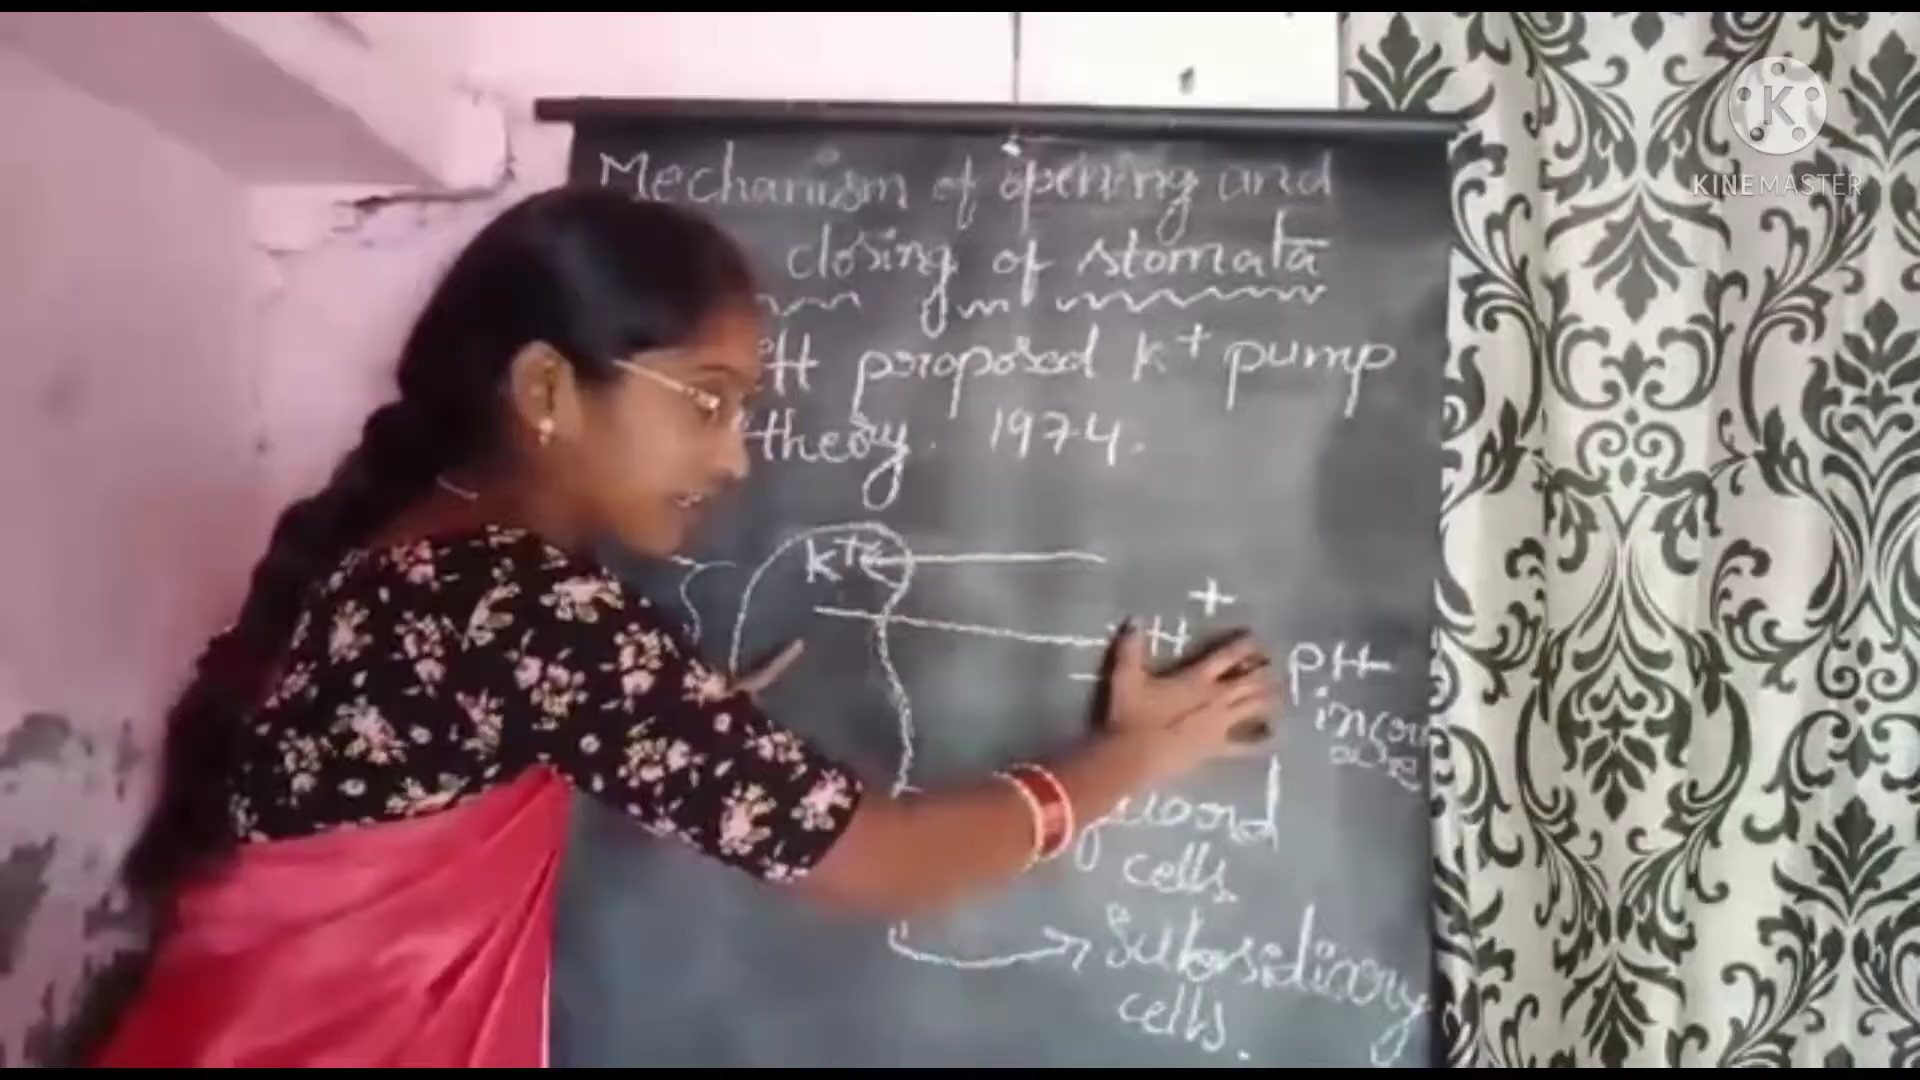 Mechanism of opening and
closing of stomata
proposed K+ pump
theory. 1974.
K+
H+
pH
guard
cells.
Subsidiary
cells.
KINEMASTER